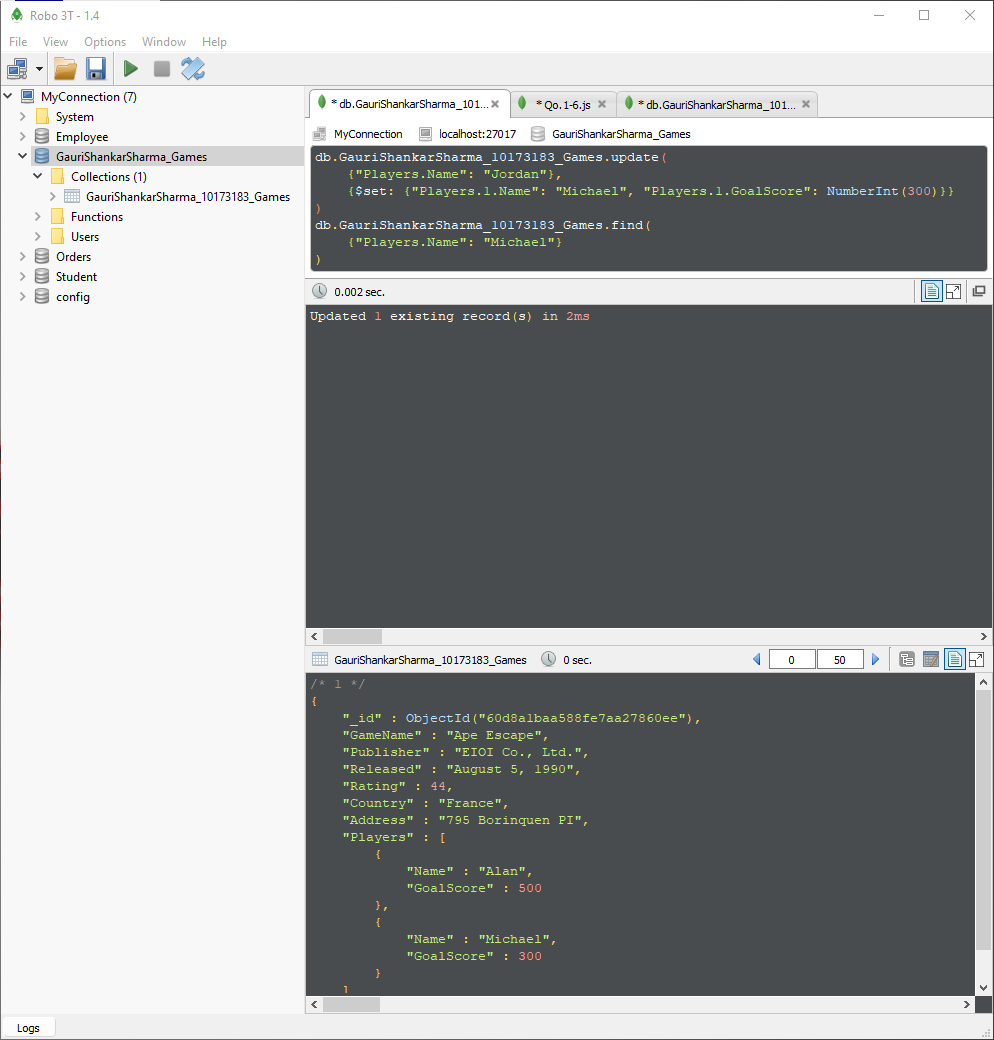 Robo 3T - 1.4
File View Options Window Help
MyConnection (7)
System
Employee
GauriShankarSharma_Games
Collections (1)
GauriShankarSharma_10173183_Games
Functions
Users
Orders
Student
config
* db.GauriShankarSharma_101... * Qo.1-6.js * db.GauriShankarSharma_101...
MyConnection localhost:27017 GauriShankarSharma_Games
db.GauriShankarSharma_10173183_Games.update(
{"Players.Name": "Jordan"},
{$set: {"Players.1.Name": "Michael", "Players.1.GoalScore": NumberInt(300)}}
)
db.GauriShankarSharma_10173183_Games.find(
{"Players.Name": "Michael"}
)
0.002 sec.
Updated 1 existing record(s) in 2ms
GauriShankarSharma_10173183_Games 0 sec. 0 50
/* 1 */
{
"_id" : ObjectId("60d8a1baa588fe7aa27860ee"),
"GameName" : "Ape Escape",
"Publisher" : "EIOI Co., Ltd.",
"Released" : "August 5, 1990",
"Rating" : 44,
"Country" : "France",
"Address" : "795 Borinquen PI",
"Players" : [
{
"Name" : "Alan",
"GoalScore" : 500
},
{
"Name" : "Michael",
"GoalScore" : 300
}
]
Logs